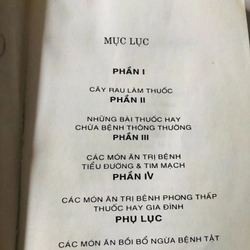 MỤC LỤC
PHẦN I
CÂY RAU LÀM THUỐC
PHẦN II
NHỮNG BÀI THUỐC HAY
CHỮA BỆNH THÔNG THƯỜNG
PHẦN III
CÁC MÓN ĂN TRỊ BỆNH
TIỂU ĐƯỜNG & TIM MẠCH
PHẦN IV
CÁC MÓN ĂN TRỊ BỆNH PHONG THẤP
THUỐC HAY GIA ĐÌNH
PHỤ LỤC
CÁC MÓN ĂN BỒI BỔ NGỪA BỆNH TẬT